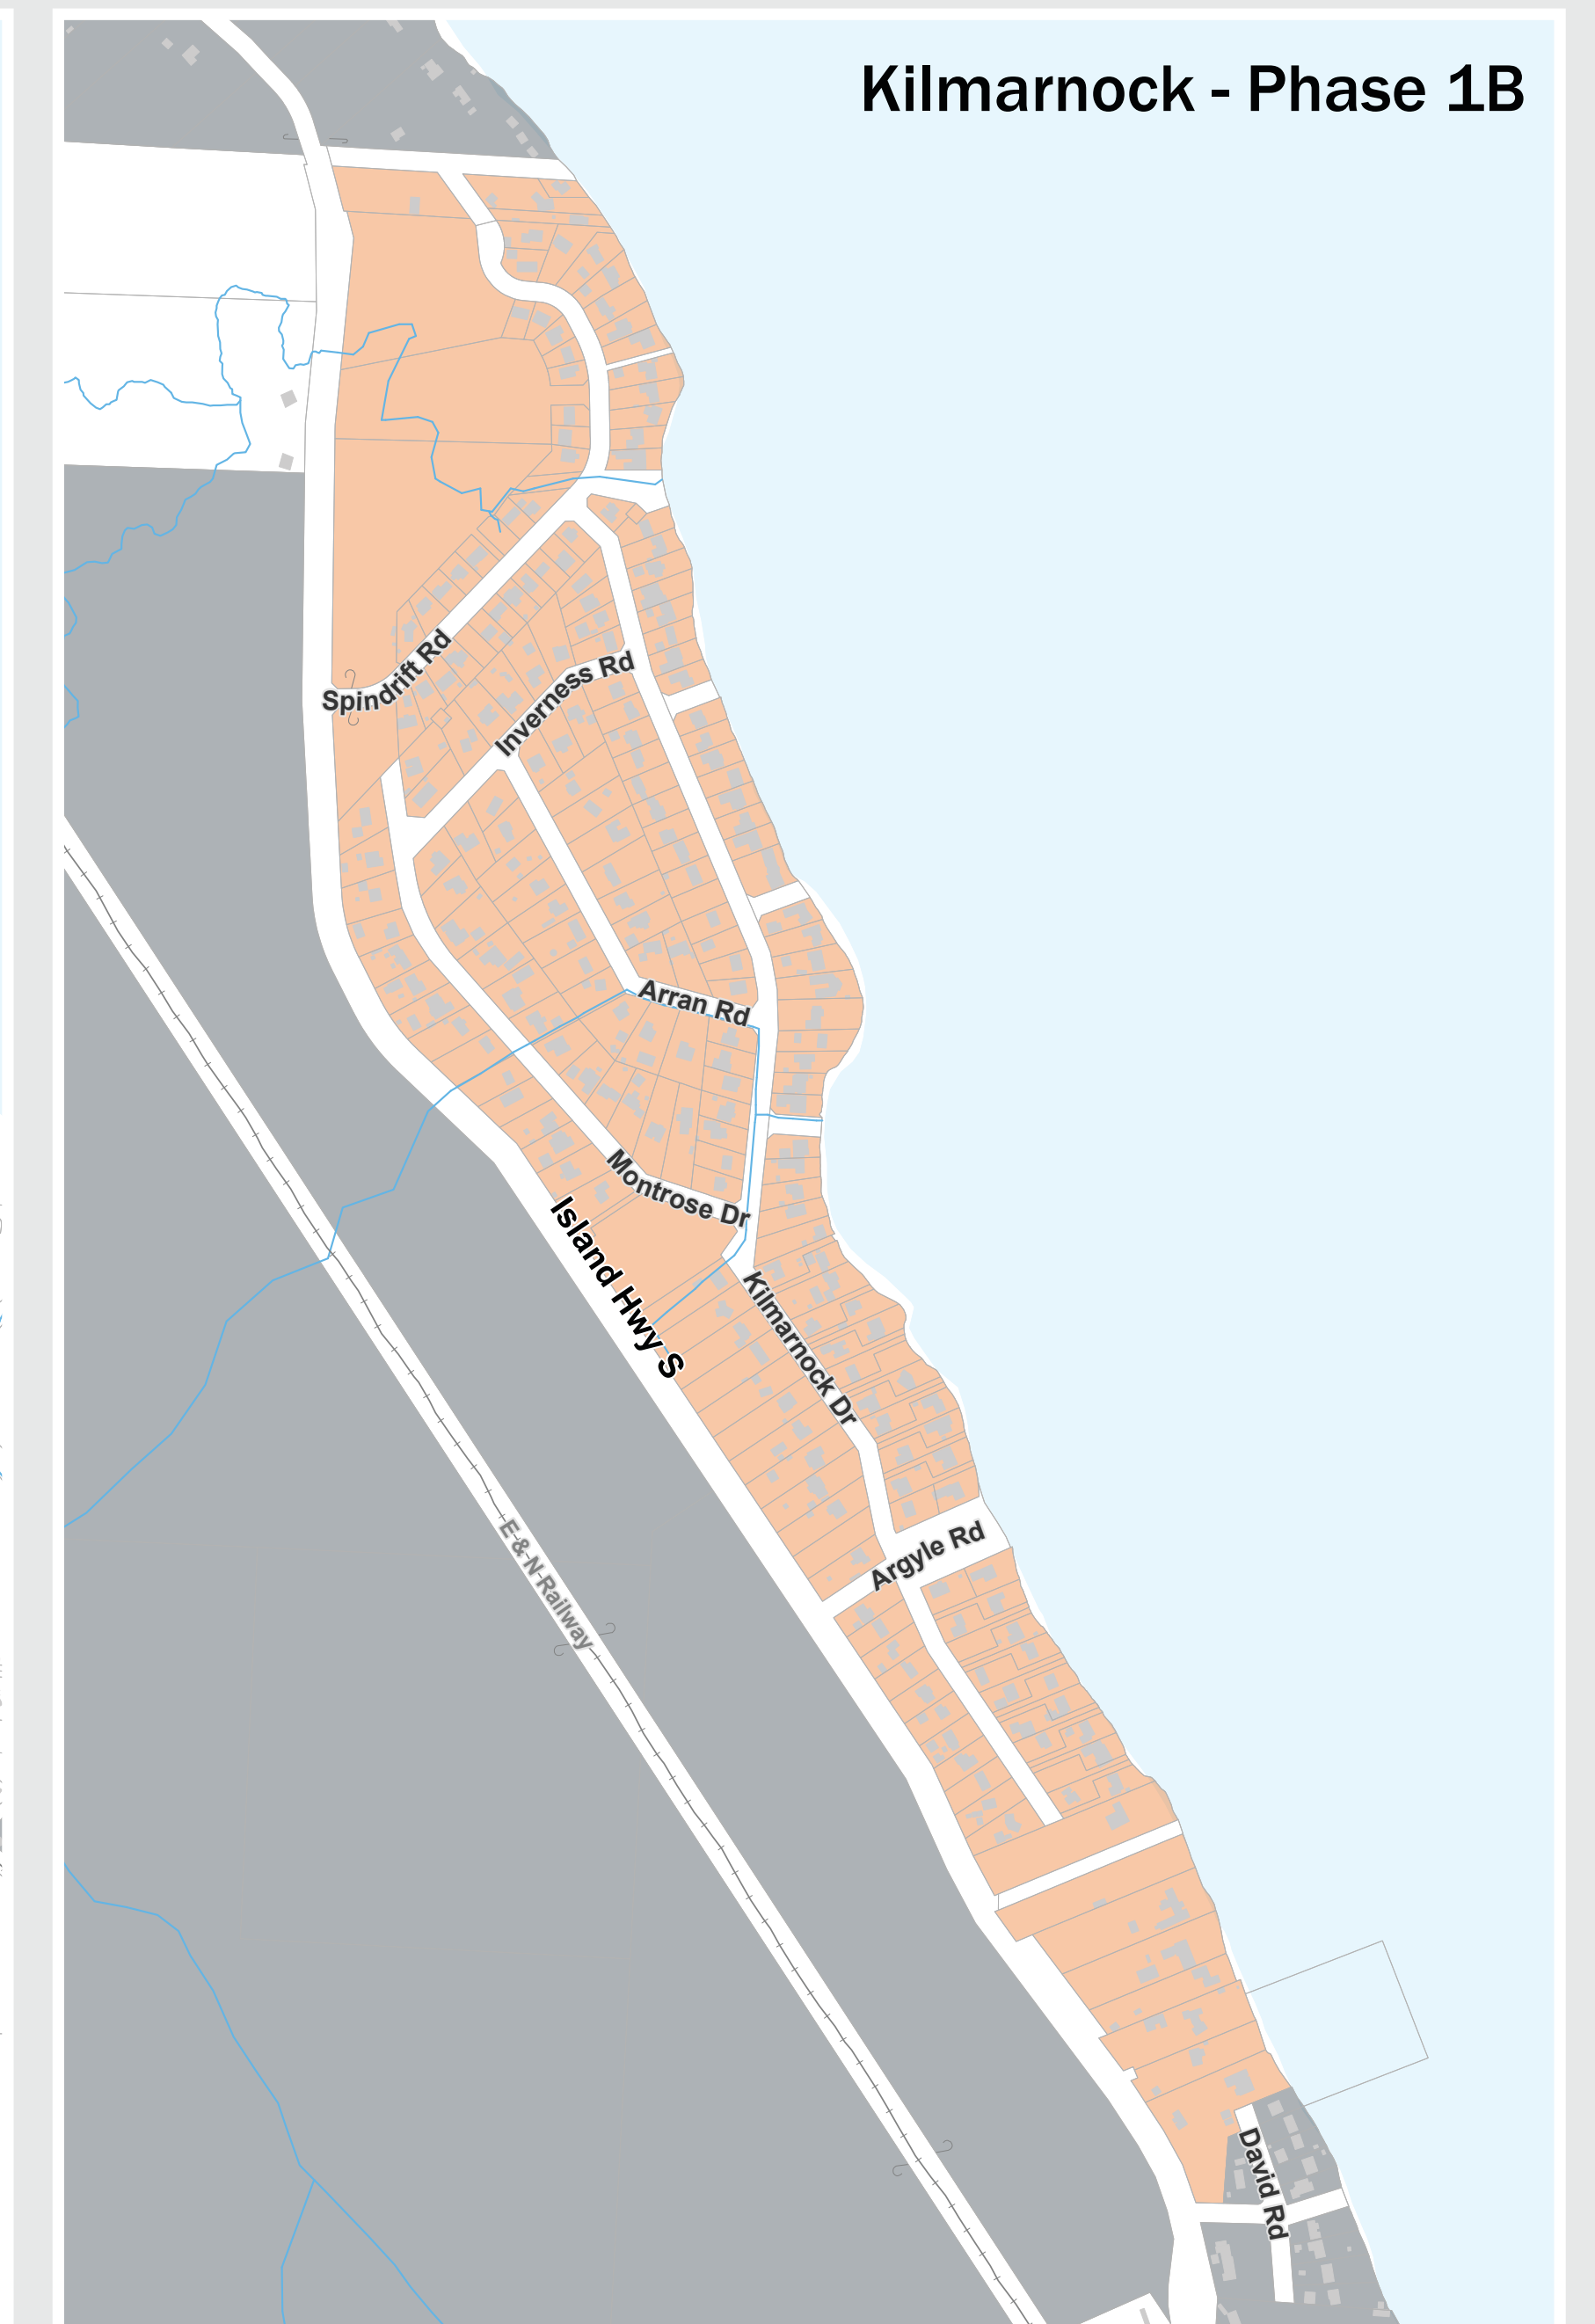 Kilmarnock - Phase 1B
Spindrift Rd
Inverness Rd
Arran Rd
Montrose Dr
Island Hwy S
Kilmarnock Dr
Argyle Rd
E & N Railway
David Rd